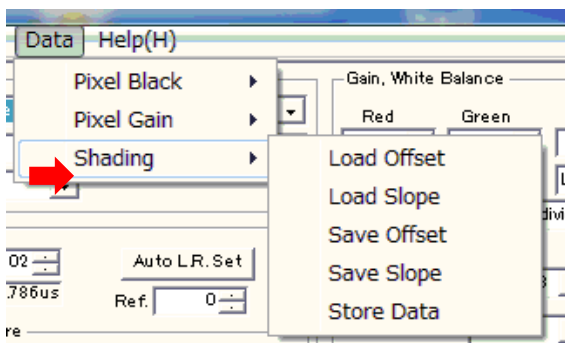 Data Help(H)
Pixel Black
Pixel Gain
Shading
Load Offset
Load Slope
Save Offset
Save Slope
Store Data
Gain, White Balance
Red Green
02
.786us
Auto L.R. Set
Ref. 0